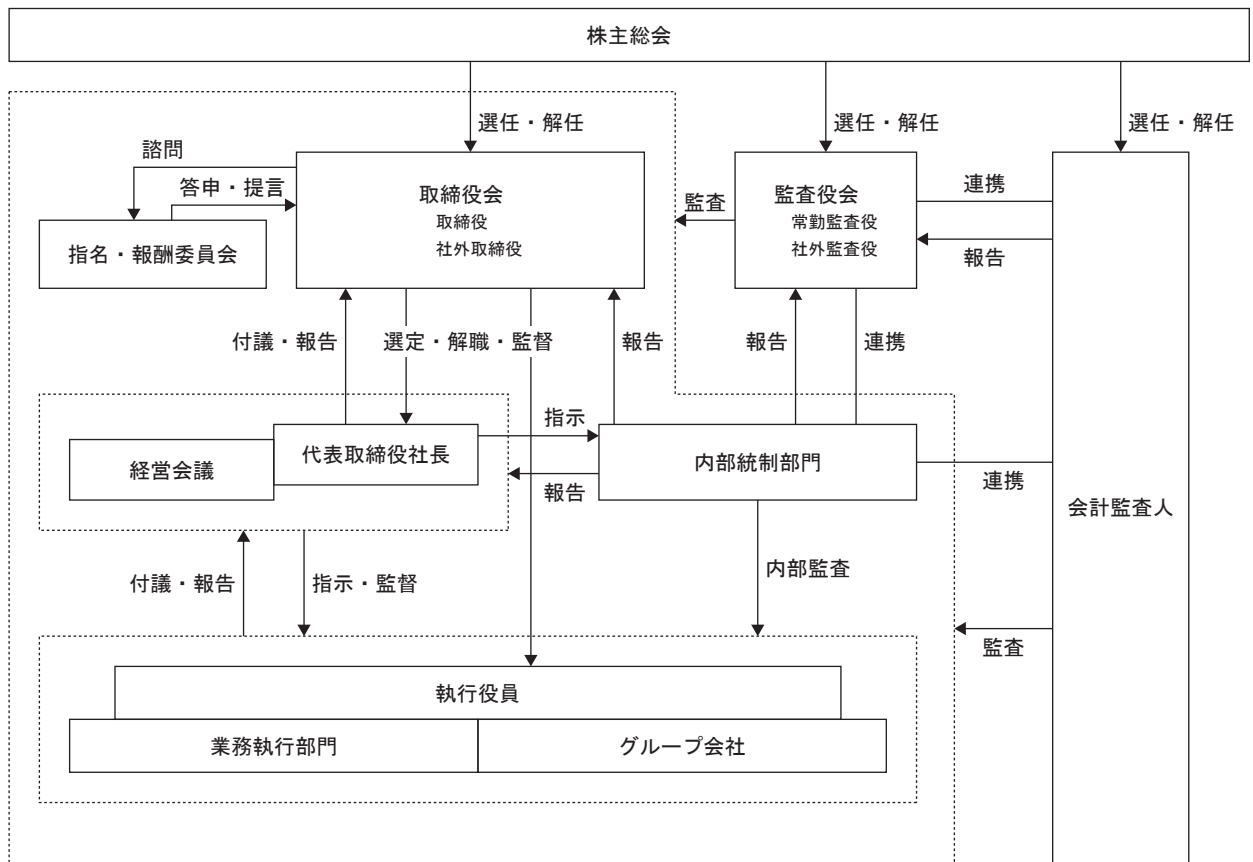 株主総会
選任・解任
選任・解任
選任・解任
諮問
答申・提言
指名・報酬委員会
取締役会
取締役
社外取締役
監査
監査役会
常勤監査役
社外監査役
連携
報告
付議・報告
選定・解職・監督
報告
報告
連携
経営会議
代表取締役社長
指示
報告
内部統制部門
連携
会計監査人
付議・報告
指示・監督
内部監査
監査
執行役員
業務執行部門
グループ会社